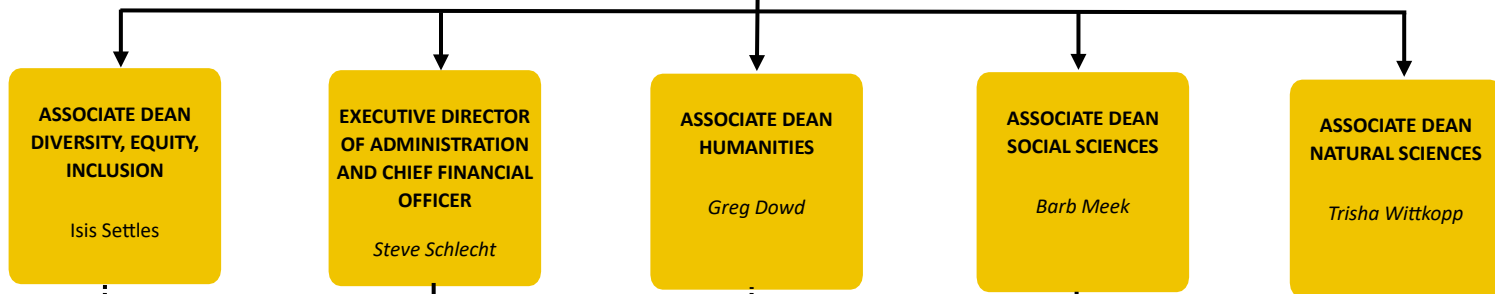 ASSOCIATE DEAN
DIVERSITY, EQUITY,
INCLUSION
Isis Settles
EXECUTIVE DIRECTOR
OF ADMINISTRATION
AND CHIEF FINANCIAL
OFFICER
Steve Schlecht
ASSOCIATE DEAN
HUMANITIES
Greg Dowd
ASSOCIATE DEAN
SOCIAL SCIENCES
Barb Meek
ASSOCIATE DEAN
NATURAL SCIENCES
Trisha Wittkopp